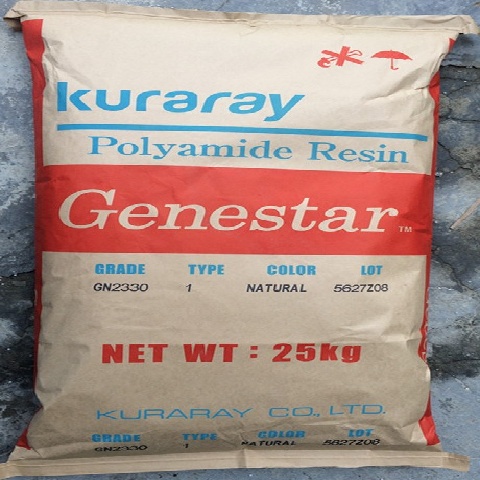 kuraray
Polyamide Resin
Genestar™
GRADE TYPE COLOR LOT
GN2330 1 NATURAL 5627Z08
NET WT : 25kg
KURARAY CO., LTD.
GRADE TYPE COLOR LOT
GN2330 1 NATURAL 5627Z08